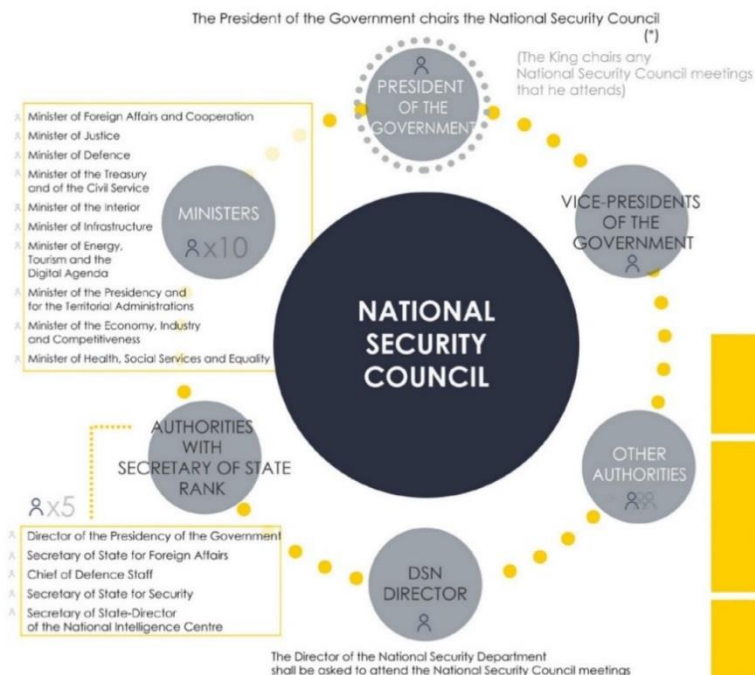 The President of the Government chairs the National Security Council
(*)
(The King chairs any
National Security Council meetings
that he attends)
PRESIDENT
OF THE
GOVERNMENT
Minister of Foreign Affairs and Cooperation
Minister of Justice
Minister of Defence
Minister of the Treasury
and of the Civil Service
Minister of the Interior
Minister of Infrastructure
Minister of Energy,
Tourism and the
Digital Agenda
Minister of the Presidency and
for the Territorial Administrations
Minister of the Economy, Industry
and Competitiveness
Minister of Health, Social Services and Equality
MINISTERS
x10
VICE-PRESIDENTS
OF THE
GOVERNMENT
NATIONAL
SECURITY
COUNCIL
AUTHORITIES
WITH
SECRETARY OF STATE
RANK
x5
Director of the Presidency of the Government
Secretary of State for Foreign Affairs
Chief of Defence Staff
Secretary of State for Security
Secretary of State-Director
of the National Intelligence Centre
OTHER
AUTHORITIES
DSN
DIRECTOR
The Director of the National Security Department
shall be asked to attend the National Security Council meetings